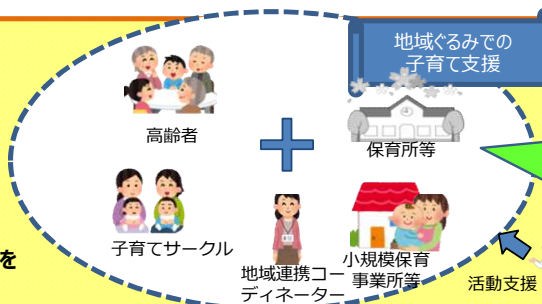 地域ぐるみでの
子育て支援
高齢者
保育所等
子育てサークル
地域連携コー
ディネーター
小規模保育
事業所等
を
活動支援